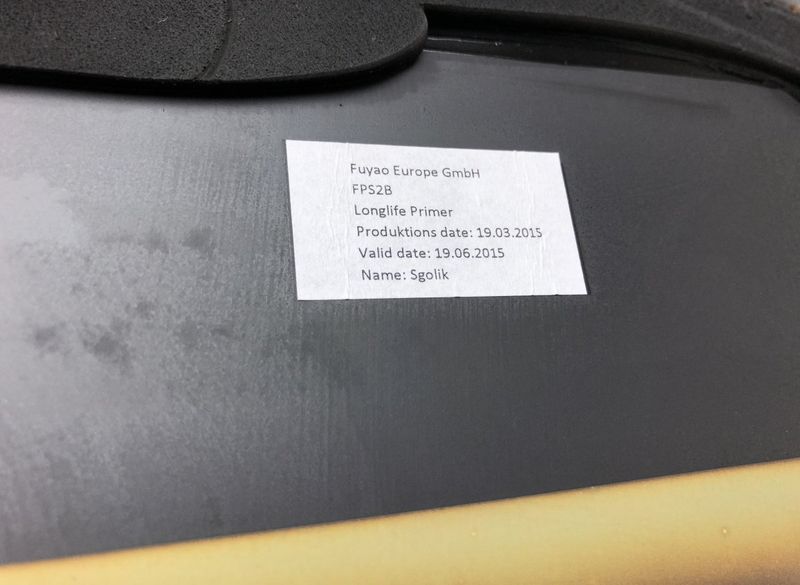 Fuyao Europe GmbH
FPS2B
Longlife Primer
Produktions date: 19.03.2015
Valid date: 19.06.2015
Name: Sgolik